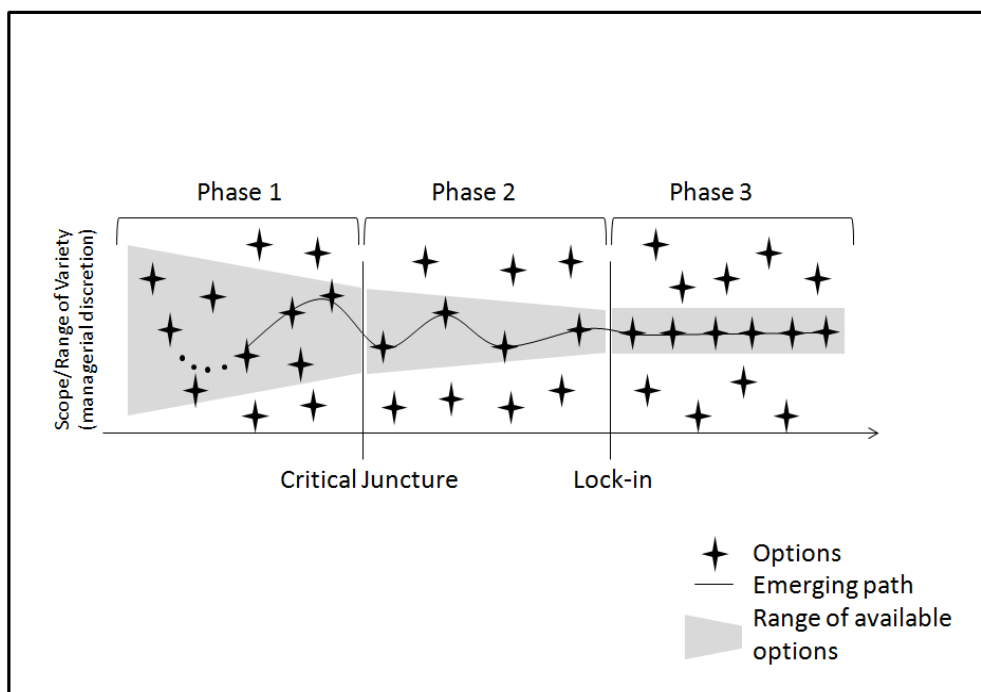 Phase 1
Phase 2
Phase 3
Scope/Range of Variety
(managerial discretion)
Critical Juncture
Lock-in
Options
Emerging path
Range of available
options